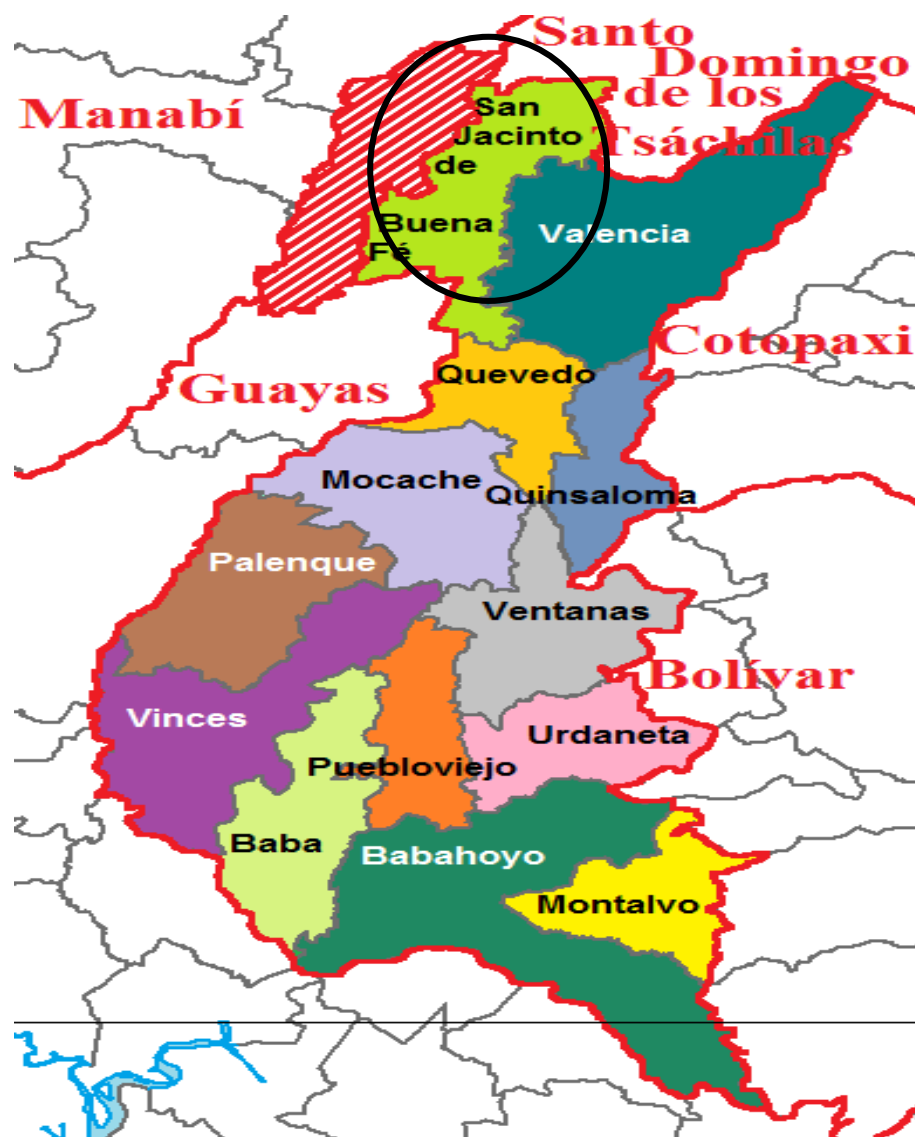 Santo
Domingo
de los
Tsáchilas
Manabí
San
Jacinto
de
Buena
Fé
Valencia
Cotopaxi
Guayas
Quevedo
Mocache
Quinsaloma
Palenque
Ventanas
Bolívar
Vinces
Urdaneta
Puebloviejo
Baba
Babahoyo
Montalvo